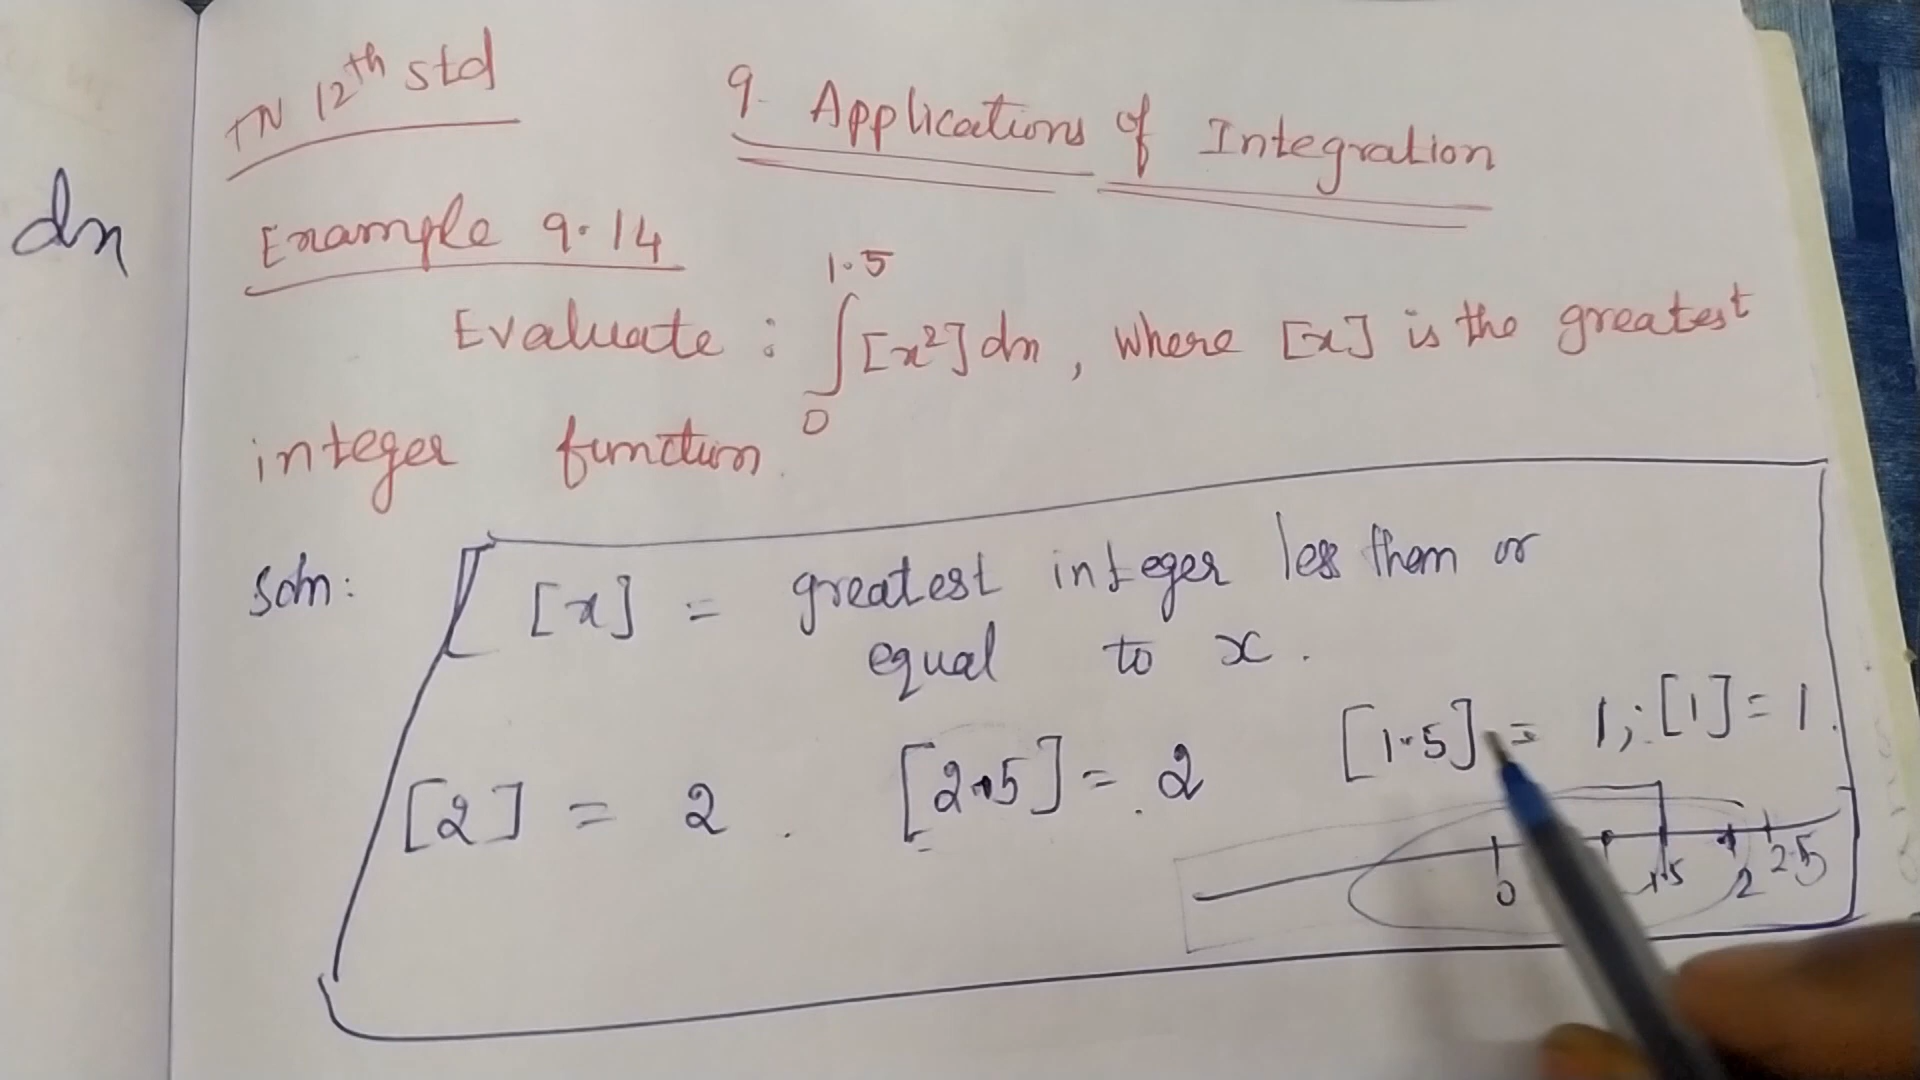 TN 12th std
9. Applications of Integration
dx
Example 9.14
Evaluate : ∫₀^1.5 [x²] dx, where [x] is the greatest
integer function.
Soln:
[x] = greatest integer less than or
equal to x.
[2] = 2. [2.5] = 2 [1.5] = 1; [1] = 1.
0 1.5 2 2.5